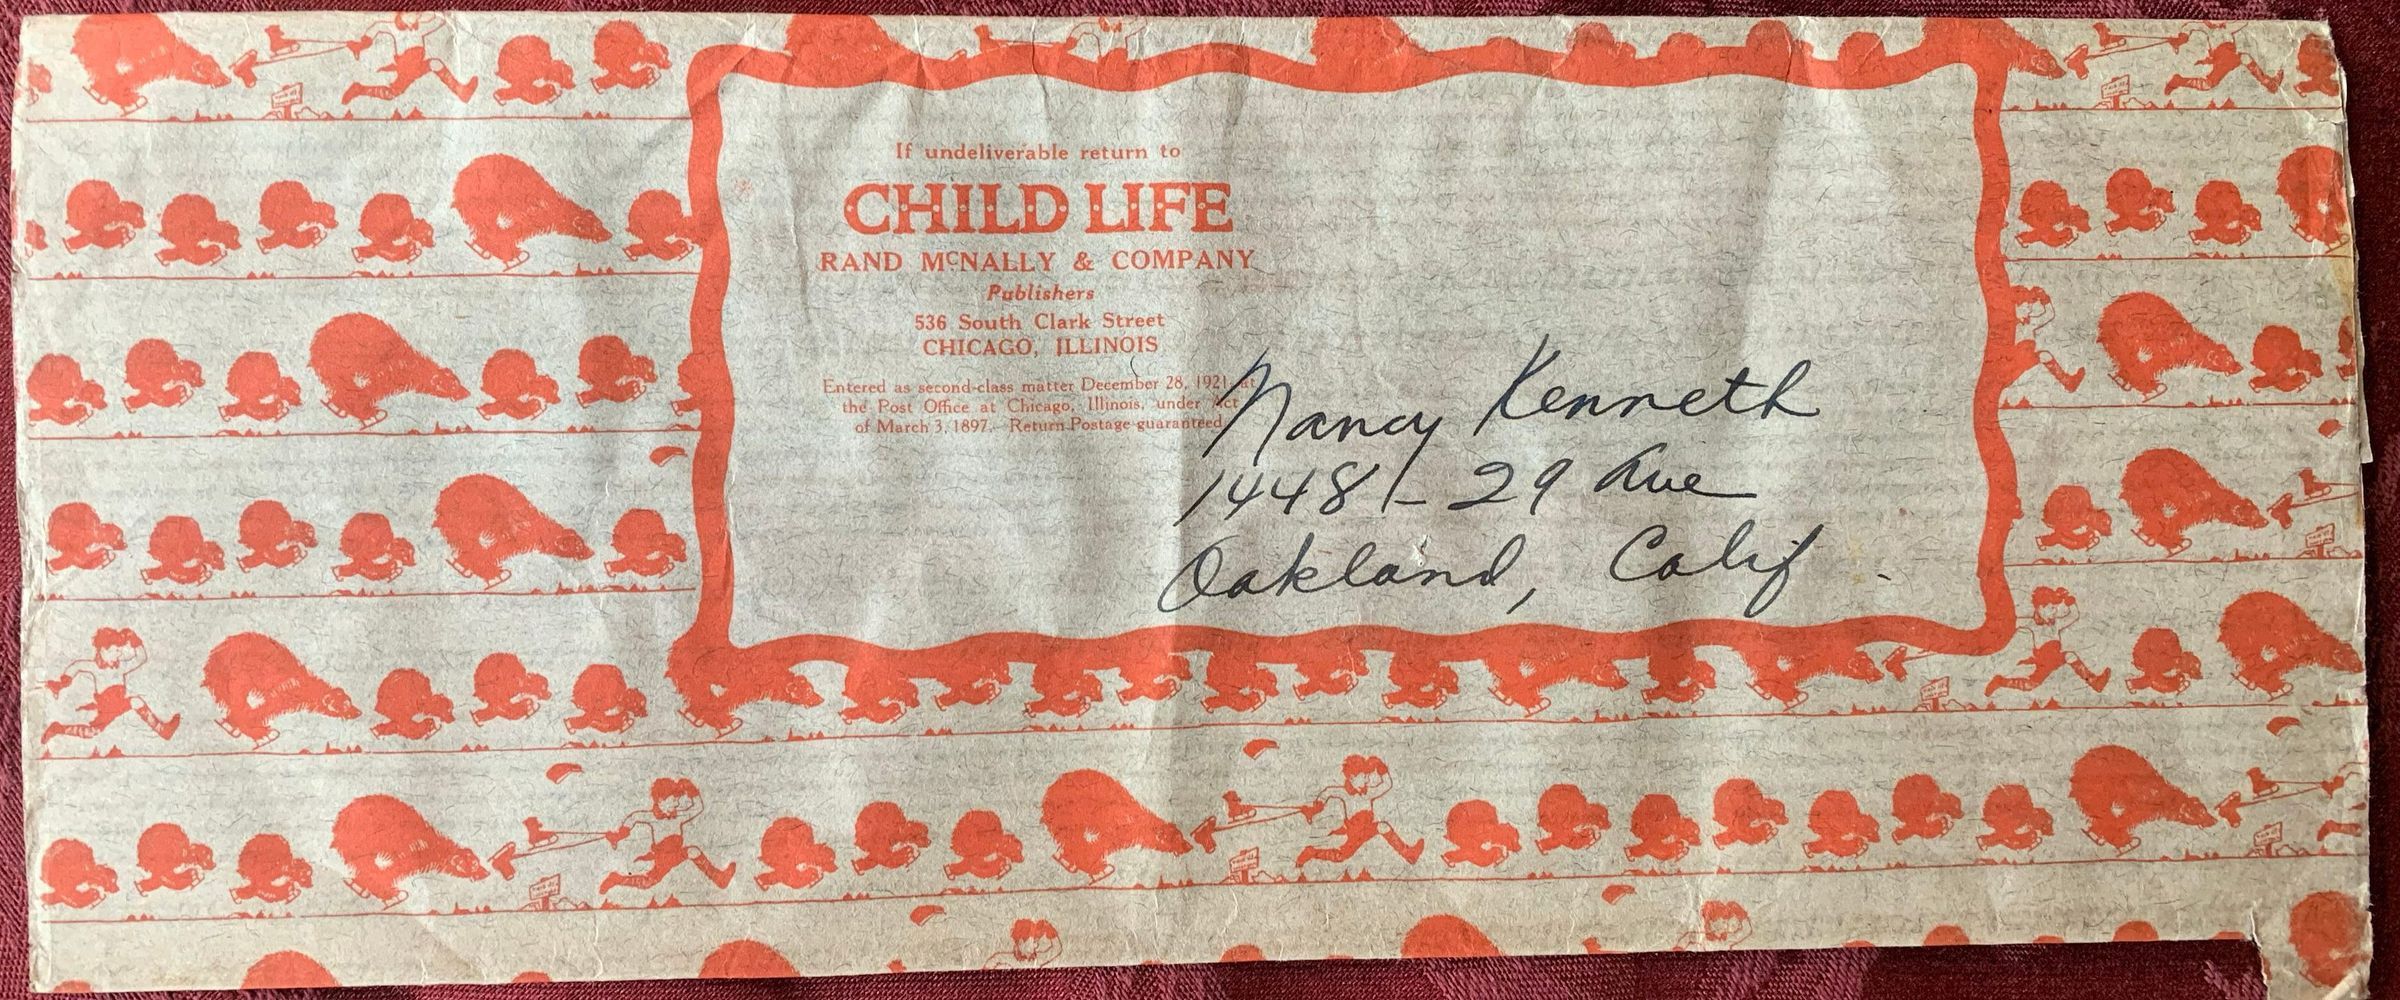 If undeliverable return to
CHILD LIFE
RAND McNALLY & COMPANY
Publishers
536 South Clark Street
CHICAGO, ILLINOIS
Entered as second-class matter December 28, 1921, at
the Post Office at Chicago, Illinois, under Act
of March 3, 1897. Return Postage guaranteed.
Nancy Kenneth
1448 - 29 Ave
Oakland, Calif.